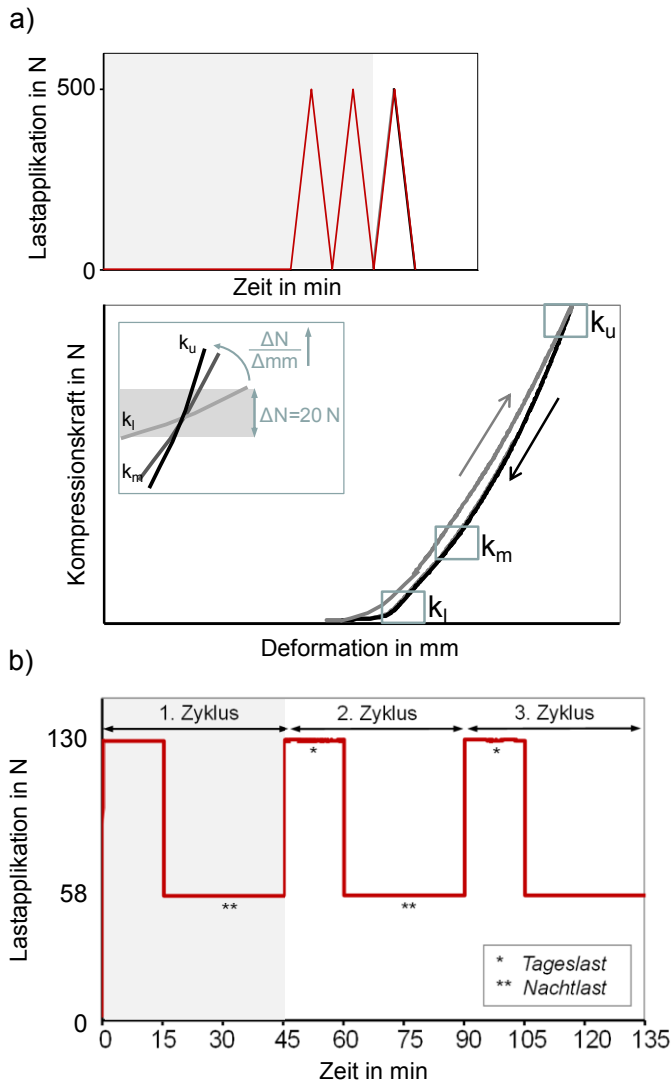 a)
Lastapplikation in N
500
0
Zeit in min
Kompressionskraft in N
k_u
ΔN
Δmm
ΔN=20 N
k_l
k_m
k_u
k_m
k_l
Deformation in mm
b)
Lastapplikation in N
1. Zyklus
2. Zyklus
3. Zyklus
130
*
*
58
**
**
* Tageslast
** Nachtlast
0
0 15 30 45 60 75 90 105 120 135
Zeit in min